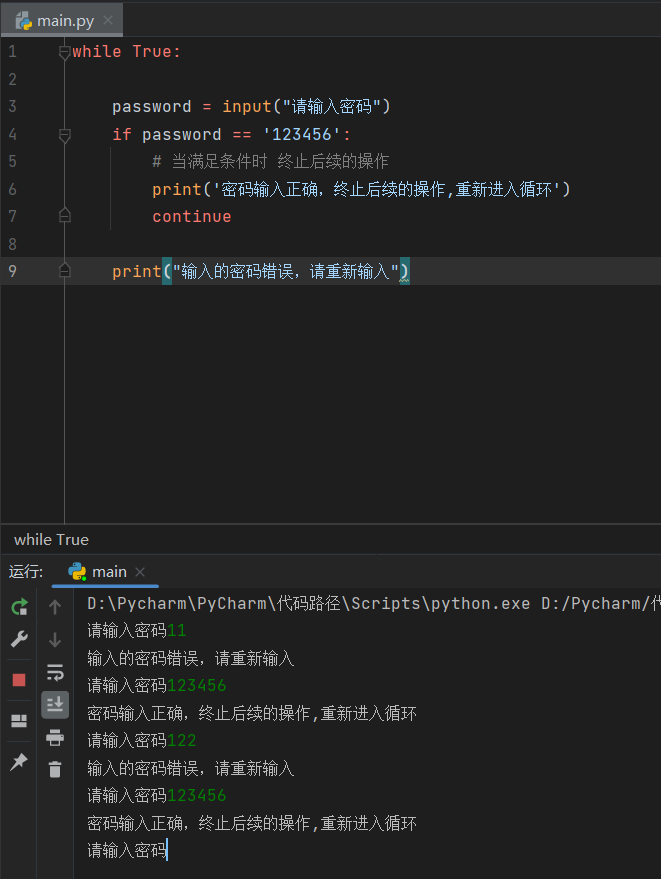 main.py
1 while True:
2
3 password = input("请输入密码")
4 if password == '123456':
5 # 当满足条件时 终止后续的操作
6 print('密码输入正确，终止后续的操作,重新进入循环')
7 continue
8
9 print("输入的密码错误，请重新输入")
while True
运行: main
D:\Pycharm\PyCharm\代码路径\Scripts\python.exe D:/Pycharm/
请输入密码11
输入的密码错误，请重新输入
请输入密码123456
密码输入正确，终止后续的操作,重新进入循环
请输入密码122
输入的密码错误，请重新输入
请输入密码123456
密码输入正确，终止后续的操作,重新进入循环
请输入密码